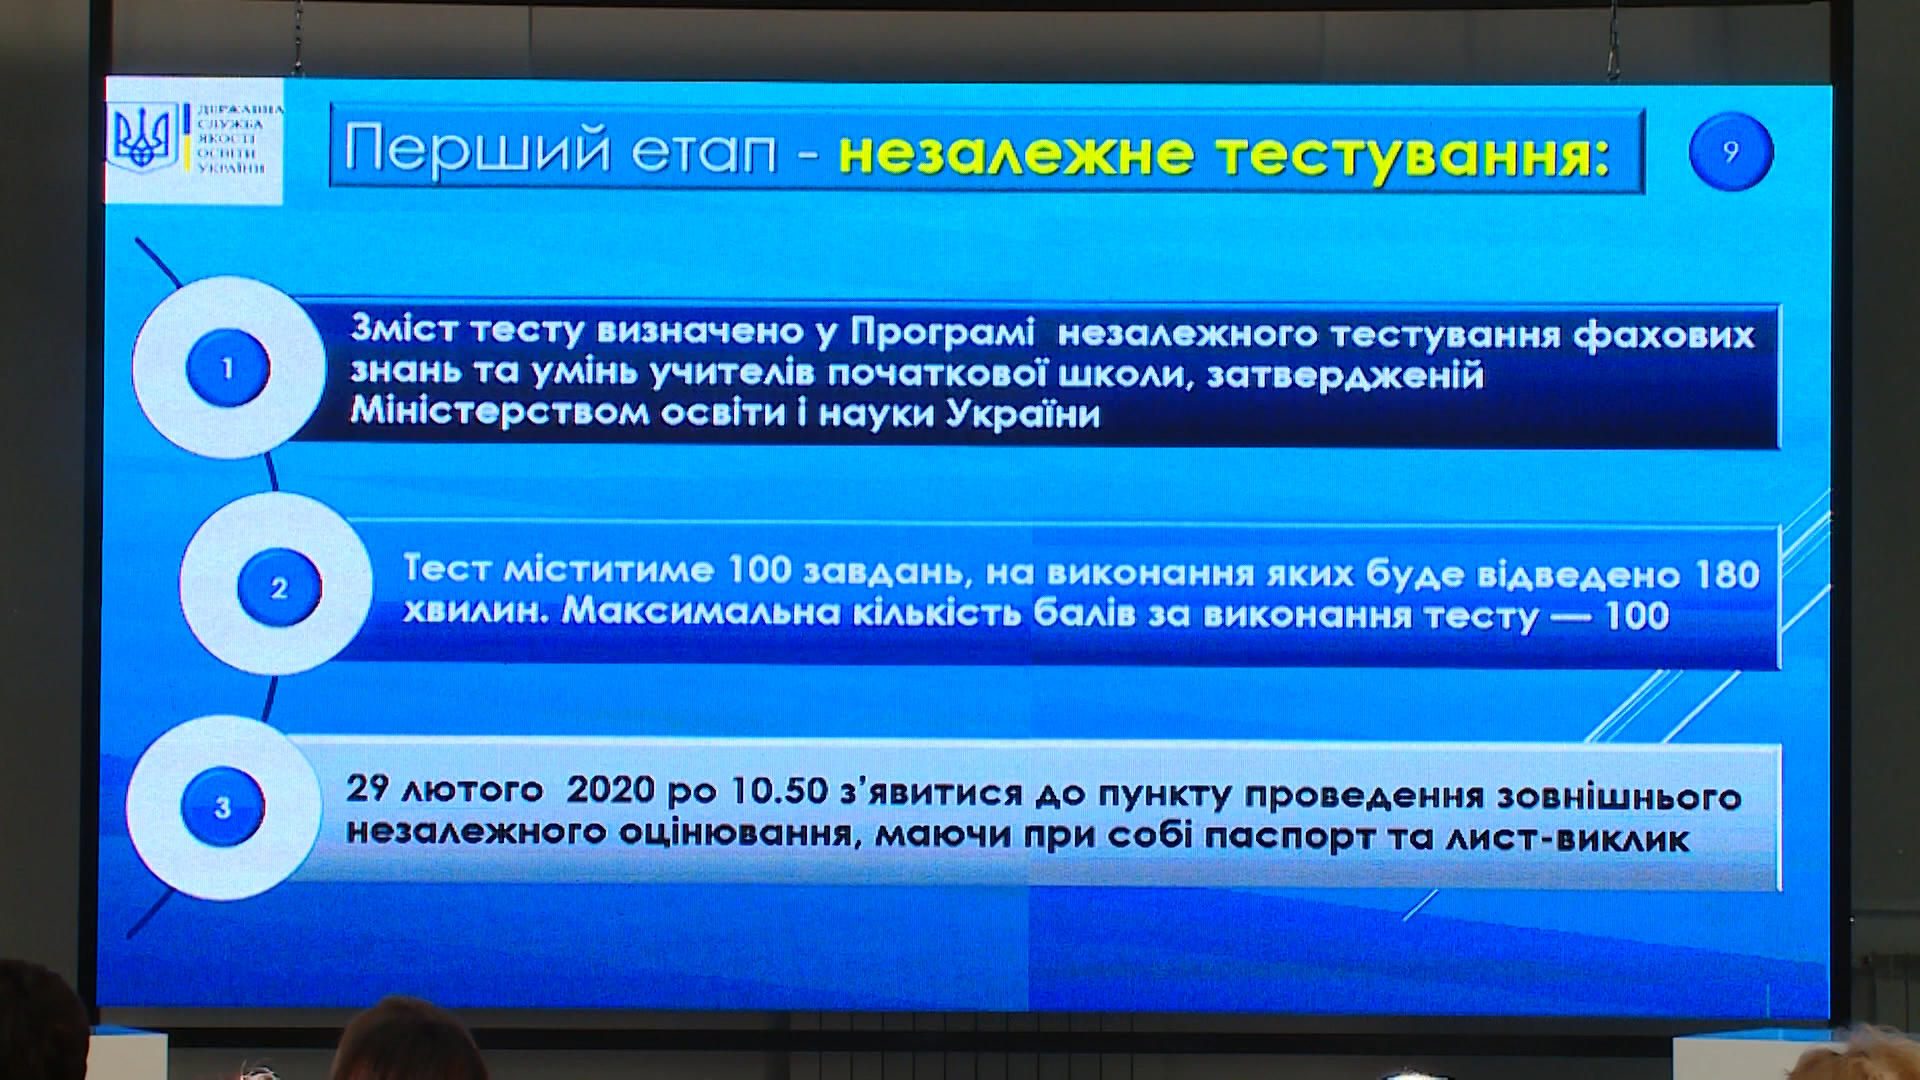 ДЕРЖАВНА
СЛУЖБА
ЯКОСТІ
ОСВІТИ
УКРАЇНИ
Перший етап - незалежне тестування:
9
1
Зміст тесту визначено у Програмі незалежного тестування фахових
знань та умінь учителів початкової школи, затвердженій
Міністерством освіти і науки України
2
Тест міститиме 100 завдань, на виконання яких буде відведено 180
хвилин. Максимальна кількість балів за виконання тесту — 100
3
29 лютого 2020 ро 10.50 з’явитися до пункту проведення зовнішнього
незалежного оцінювання, маючи при собі паспорт та лист-виклик